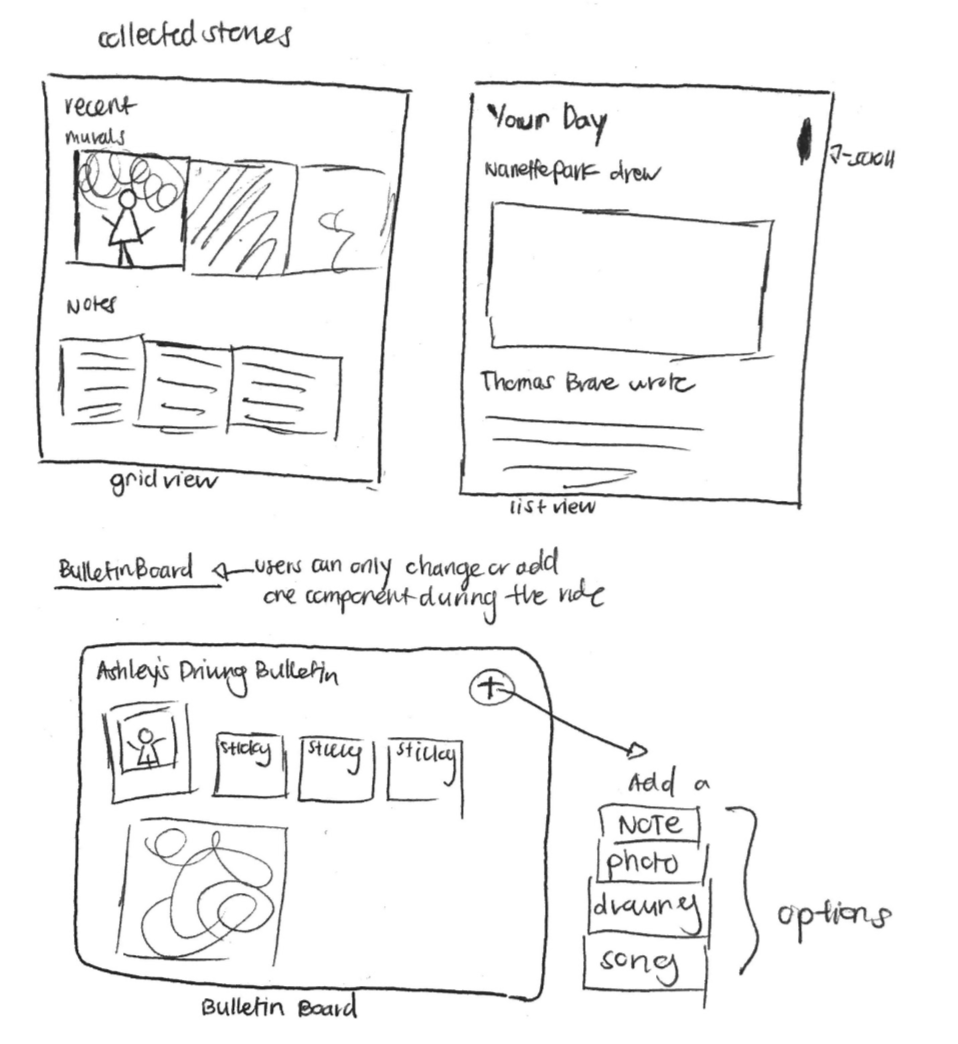 collected stories
recent
murals
Notes
grid view
Your Day
Nanette Park drew
scroll
Thomas Brave wrote
list view
Bulletin Board
users can only change or add
one component during the ride
Ashley's Driving Bulletin
+
sticky
sticky
sticky
Bulletin Board
Add a
NOTE
photo
drawing
song
options